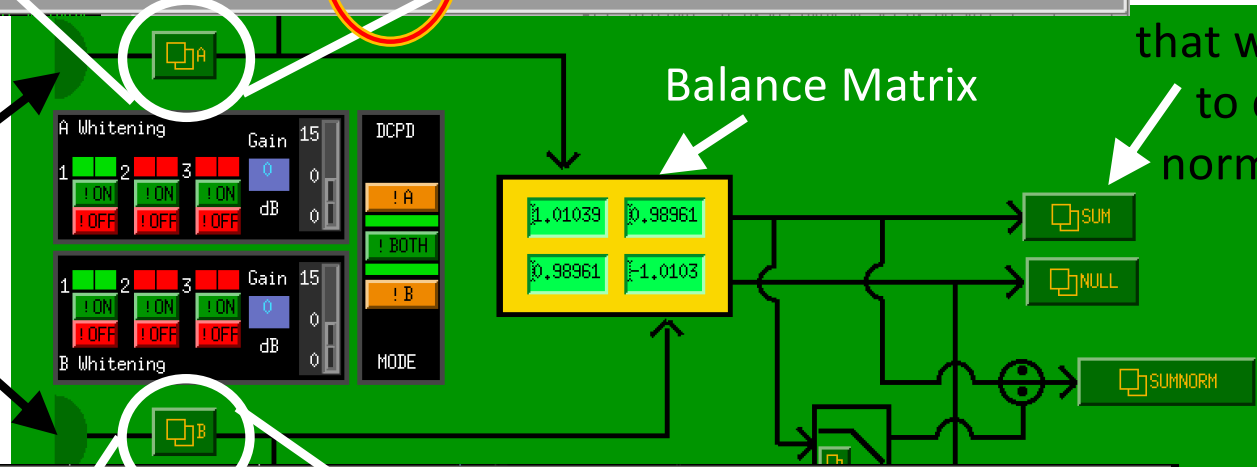 that w
A
to
Balance Matrix
norm
A Whitening
Gain
15
DCPD
1
2
3
0
0
!ON
!ON
!ON
dB
!A
!OFF
!OFF
!OFF
0
1.01039
0.98961
SUM
!BOTH
0.98961
-1.0103
NULL
1
2
3
Gain
15
!B
!ON
!ON
!ON
0
0
!OFF
!OFF
!OFF
dB
B Whitening
0
MODE
SUMNORM
B